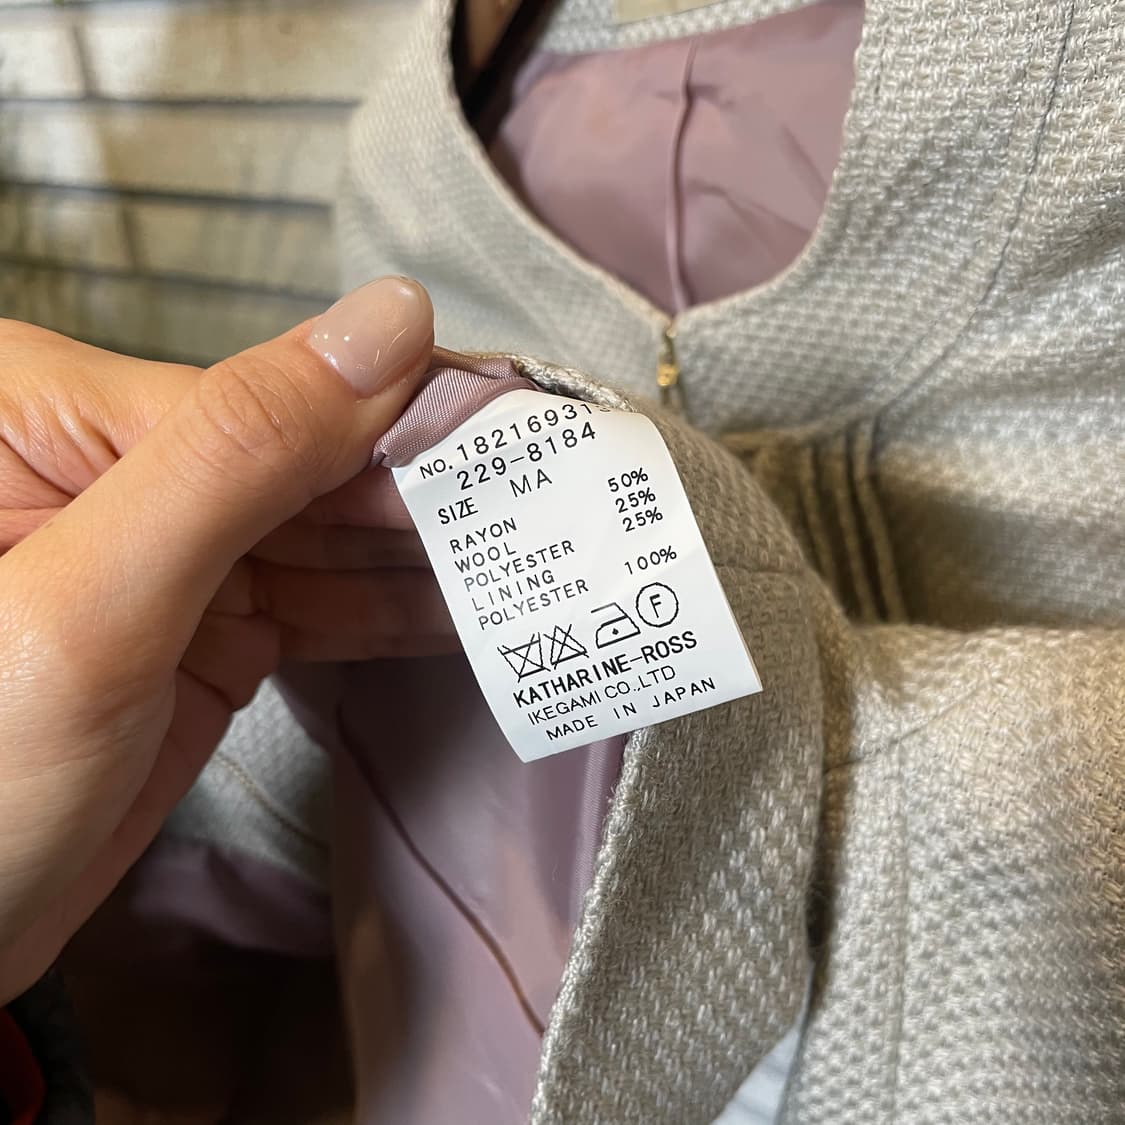 NO. 18216931
229-8184
SIZE MA
RAYON 50%
WOOL 25%
POLYESTER 25%
LINING
POLYESTER 100%
F
KATHARINE-ROSS
IKEGAMI CO.,LTD
MADE IN JAPAN